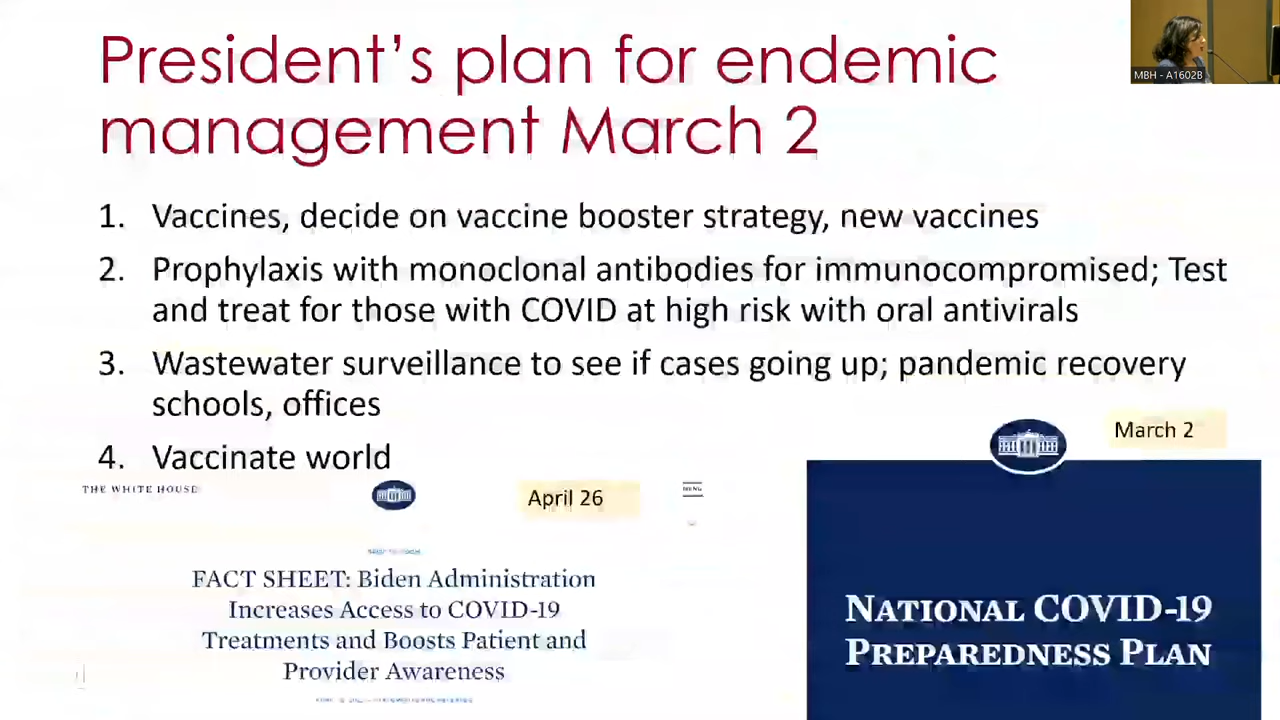 President’s plan for endemic
management March 2
MBH - A1602B
1. Vaccines, decide on vaccine booster strategy, new vaccines
2. Prophylaxis with monoclonal antibodies for immunocompromised; Test
and treat for those with COVID at high risk with oral antivirals
3. Wastewater surveillance to see if cases going up; pandemic recovery
schools, offices
4. Vaccinate world
March 2
THE WHITE HOUSE
April 26
MENU
FACT SHEET: Biden Administration
Increases Access to COVID-19
Treatments and Boosts Patient and
Provider Awareness
NATIONAL COVID-19
PREPAREDNESS PLAN